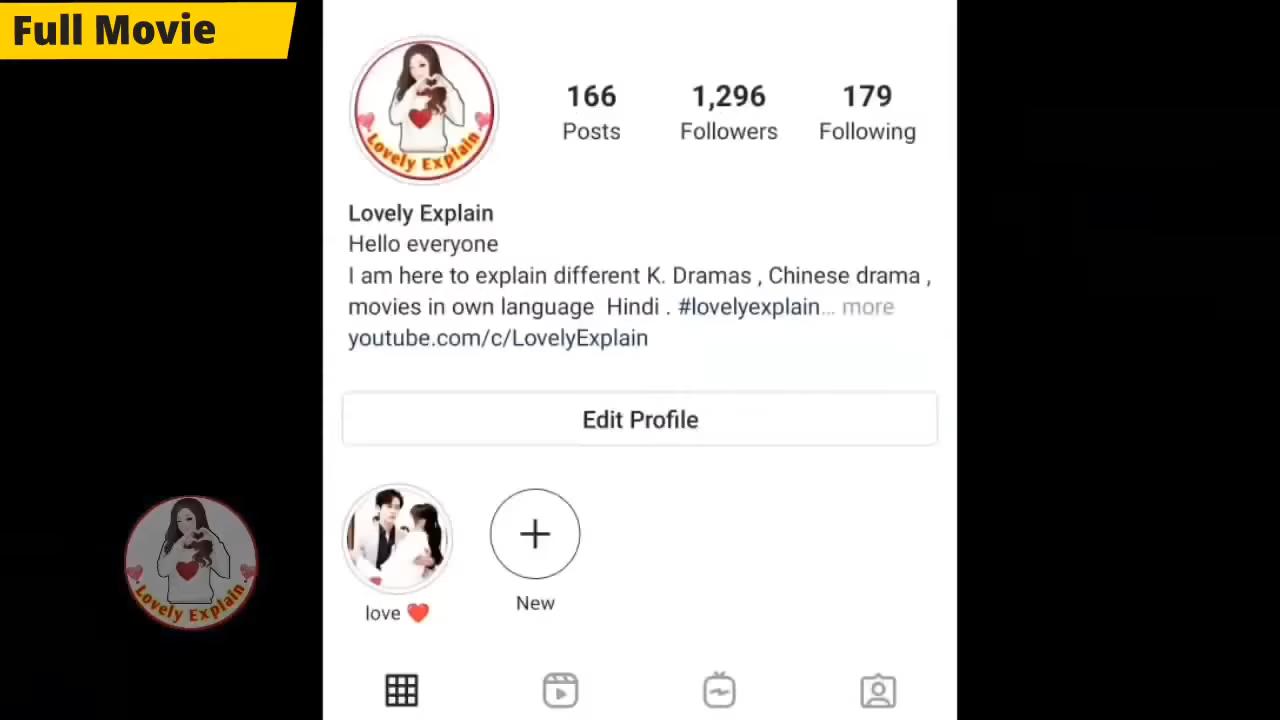 Full Movie
166
Posts
1,296
Followers
179
Following
Lovely Explain
Lovely Explain
Hello everyone
I am here to explain different K. Dramas , Chinese drama ,
movies in own language Hindi . #lovelyexplain... more
youtube.com/c/LovelyExplain
Edit Profile
love ❤️
New
Lovely Explain